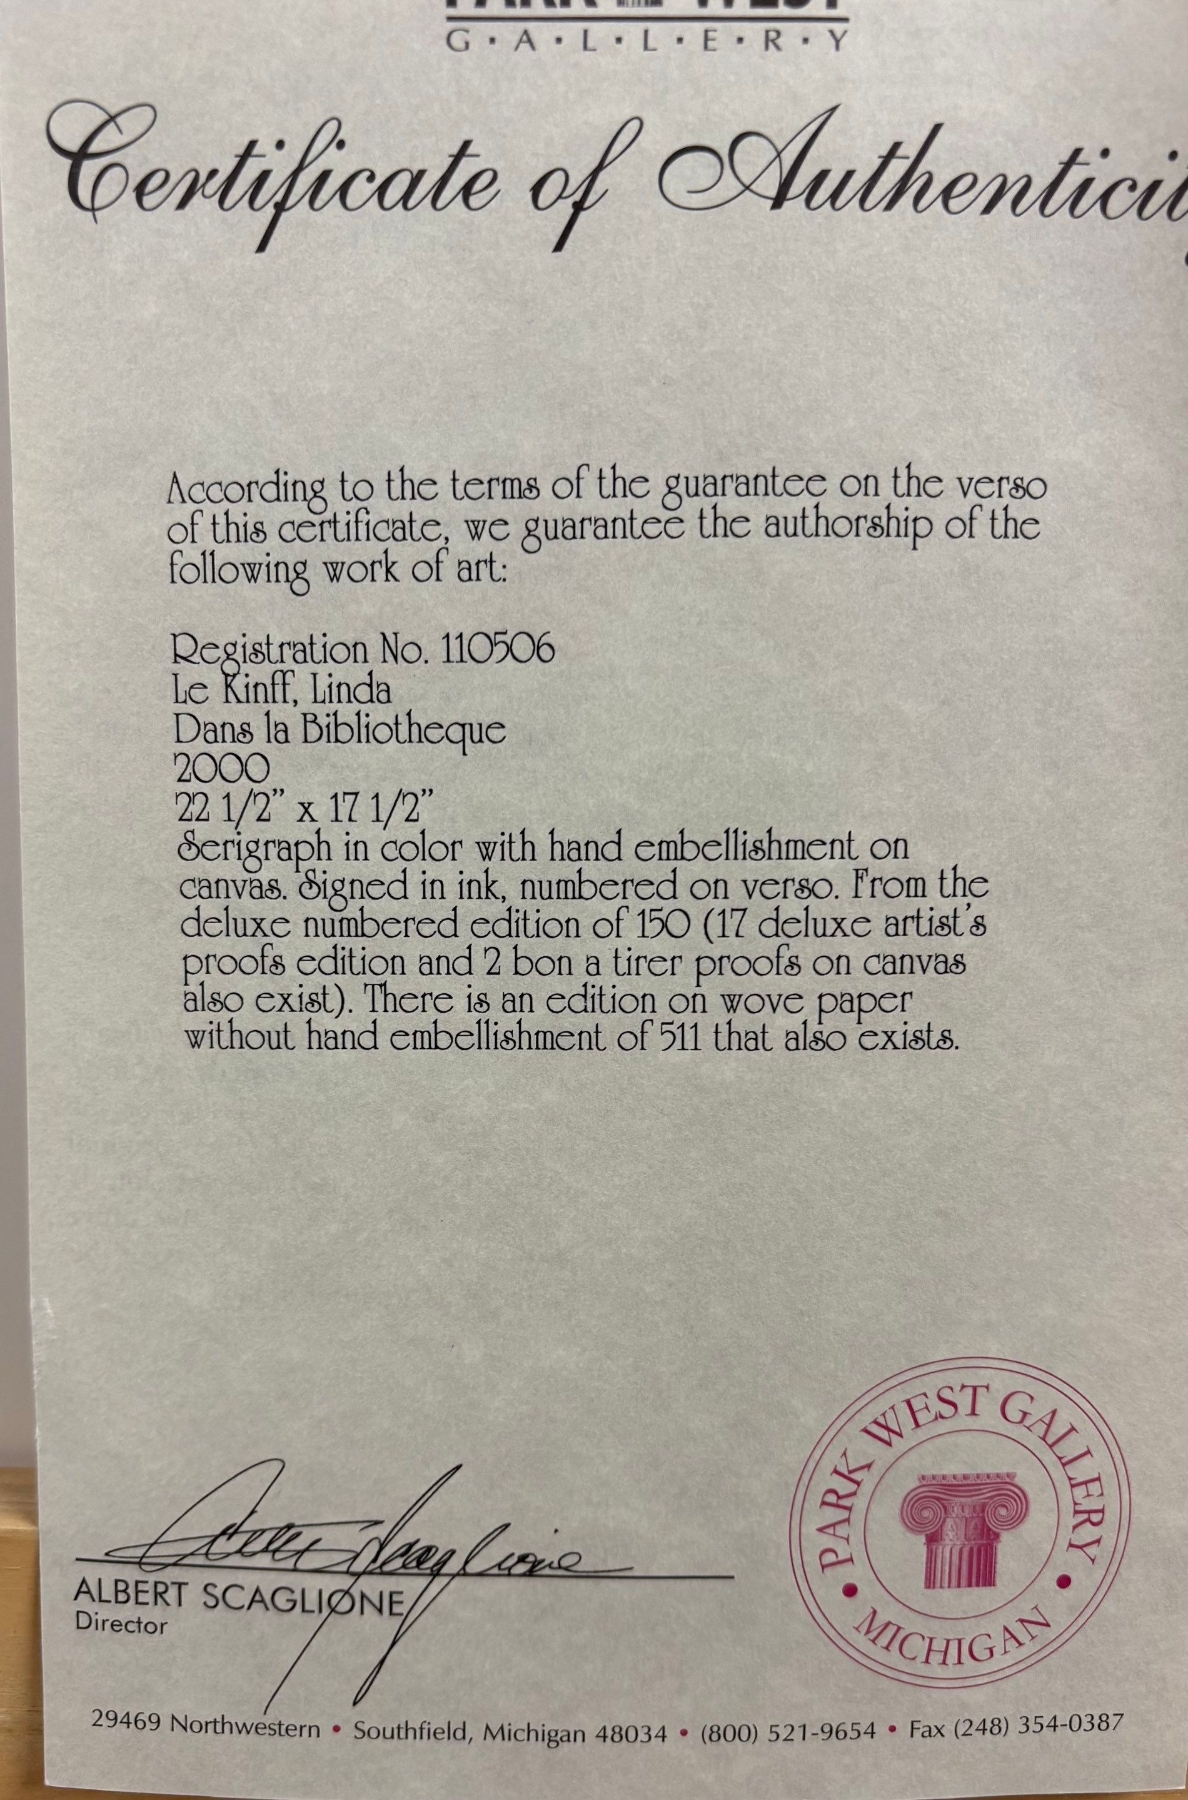 PARK WEST
G·A·L·L·E·R·Y
Certificate of Authenticity
According to the terms of the guarantee on the verso
of this certificate, we guarantee the authorship of the
following work of art:
Registration No. 110506
Le Kinff, Linda
Dans la Bibliotheque
2000
22 1/2” x 17 1/2”
Serigraph in color with hand embellishment on
canvas. Signed in ink, numbered on verso. From the
deluxe numbered edition of 150 (17 deluxe artist's
proofs edition and 2 bon a tirer proofs on canvas
also exist). There is an edition on wove paper
without hand embellishment of 511 that also exists.
Albert Scaglione
ALBERT SCAGLIONE
Director
PARK WEST GALLERY
• MICHIGAN •
29469 Northwestern • Southfield, Michigan 48034 • (800) 521-9654 • Fax (248) 354-0387